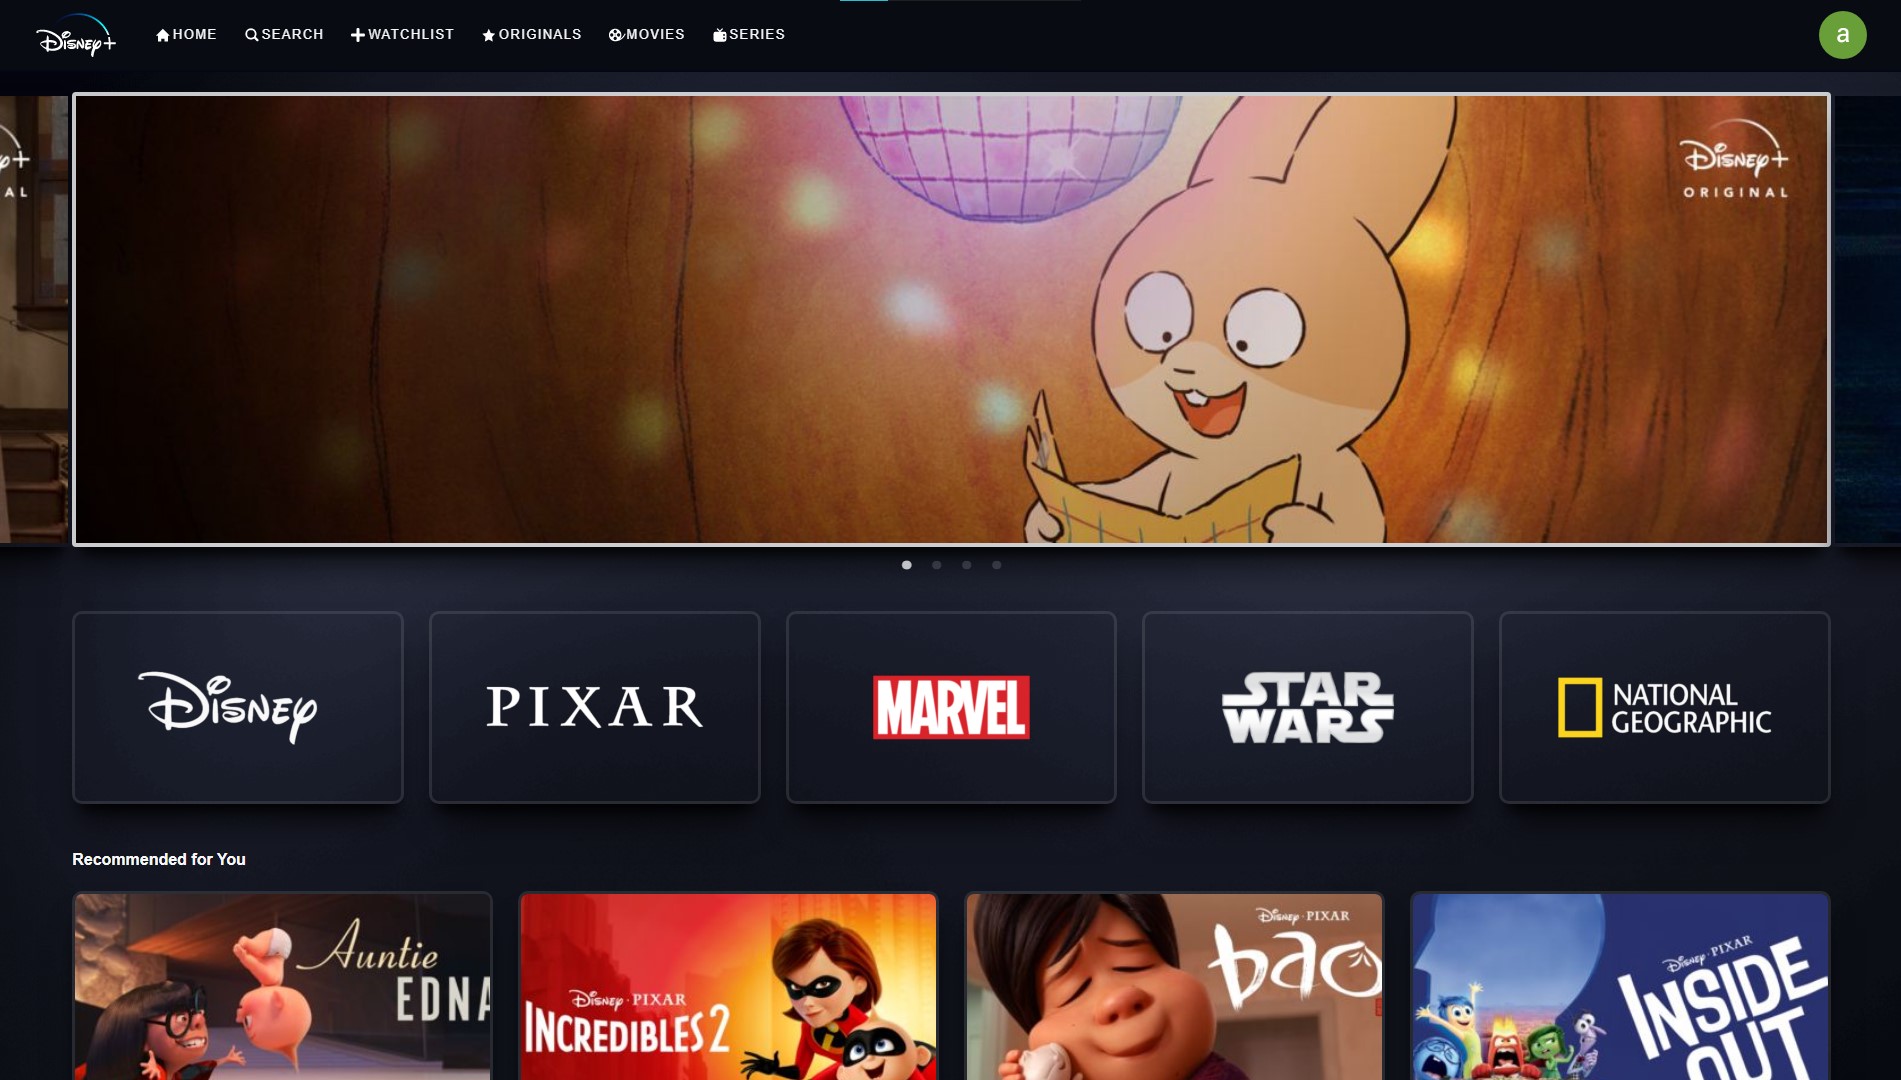 Disney+
HOME
SEARCH
WATCHLIST
ORIGINALS
MOVIES
SERIES
a
AL
Disney+
ORIGINAL
Disney
PIXAR
MARVEL
STAR
WARS
NATIONAL
GEOGRAPHIC
Recommended for You
Auntie
EDNA
Disney · PIXAR
INCREDIBLES 2
Disney · PIXAR
bao
Disney · PIXAR
INSIDE
OUT